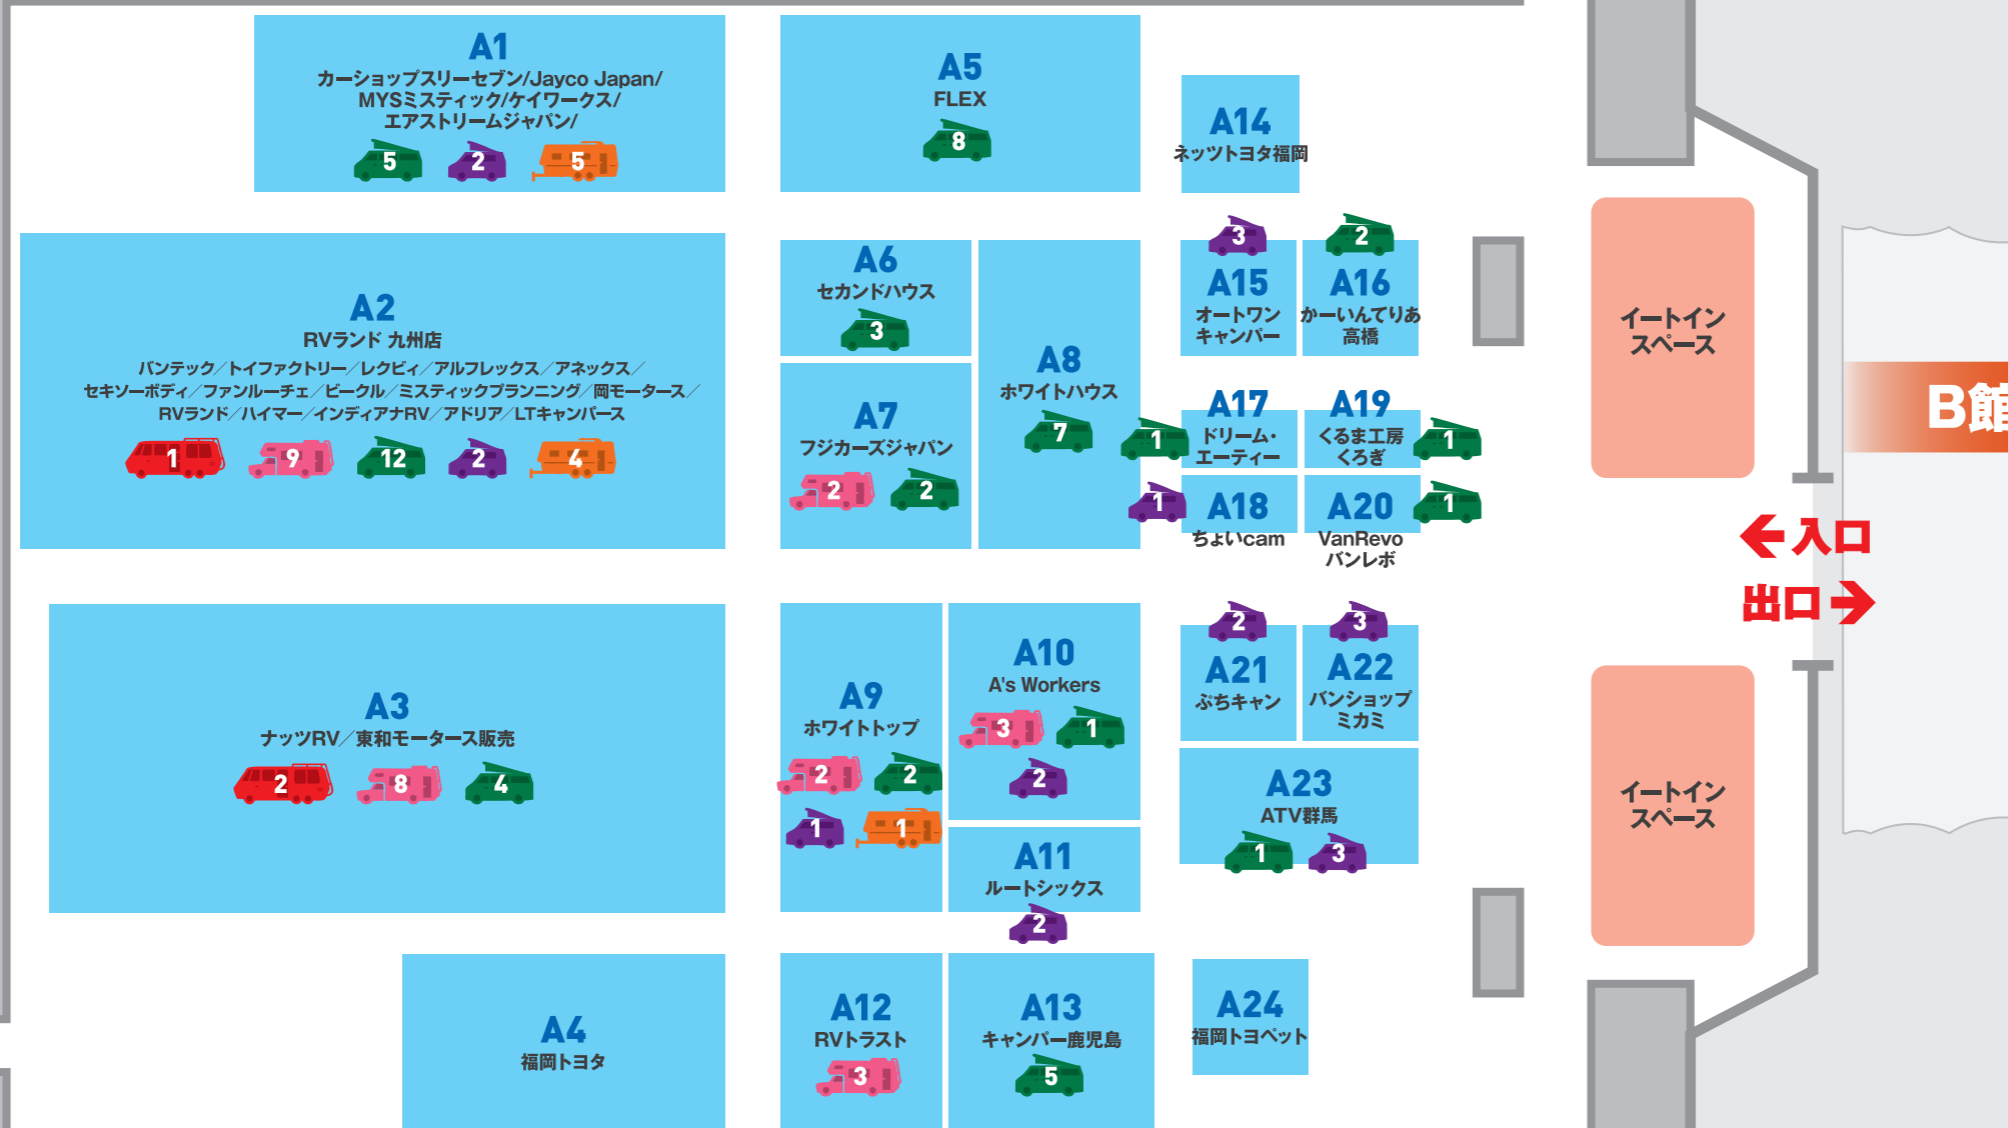 A1
カーショップスリーセブン/Jayco Japan/
MYSミスティック/ケイワークス/
エアストリームジャパン/
5 2 5
A5
FLEX
8
A14
ネッツトヨタ福岡
A2
RVランド 九州店
バンテック／トイファクトリー／レクビィ／アルフレックス／アネックス／
セキソーボディ／ファンルーチェ／ビークル／ミスティックプランニング／岡モータース／
RVランド／ハイマー／インディアナRV／アドリア／LTキャンパース
1 9 12 2 4
A6
セカンドハウス
3
A7
フジカーズジャパン
2 2
A8
ホワイトハウス
7
3
A15
オートワン
キャンパー
2
A16
かーいんてりあ
高橋
A17
ドリーム・
エーティー
1
A19
くるま工房
くろぎ
1
A18
ちょいcam
1
A20
VanRevo
バンレボ
1
A3
ナッツRV／東和モータース販売
2 8 4
A9
ホワイトトップ
2 2
1 1
A10
A's Workers
3 1
2
A11
ルートシックス
2
2
A21
ぷちキャン
3
A22
バンショップ
ミカミ
A23
ATV群馬
1 3
A4
福岡トヨタ
A12
RVトラスト
3
A13
キャンパー鹿児島
5
A24
福岡トヨペット
イートイン
スペース
B館
入口
出口
イートイン
スペース